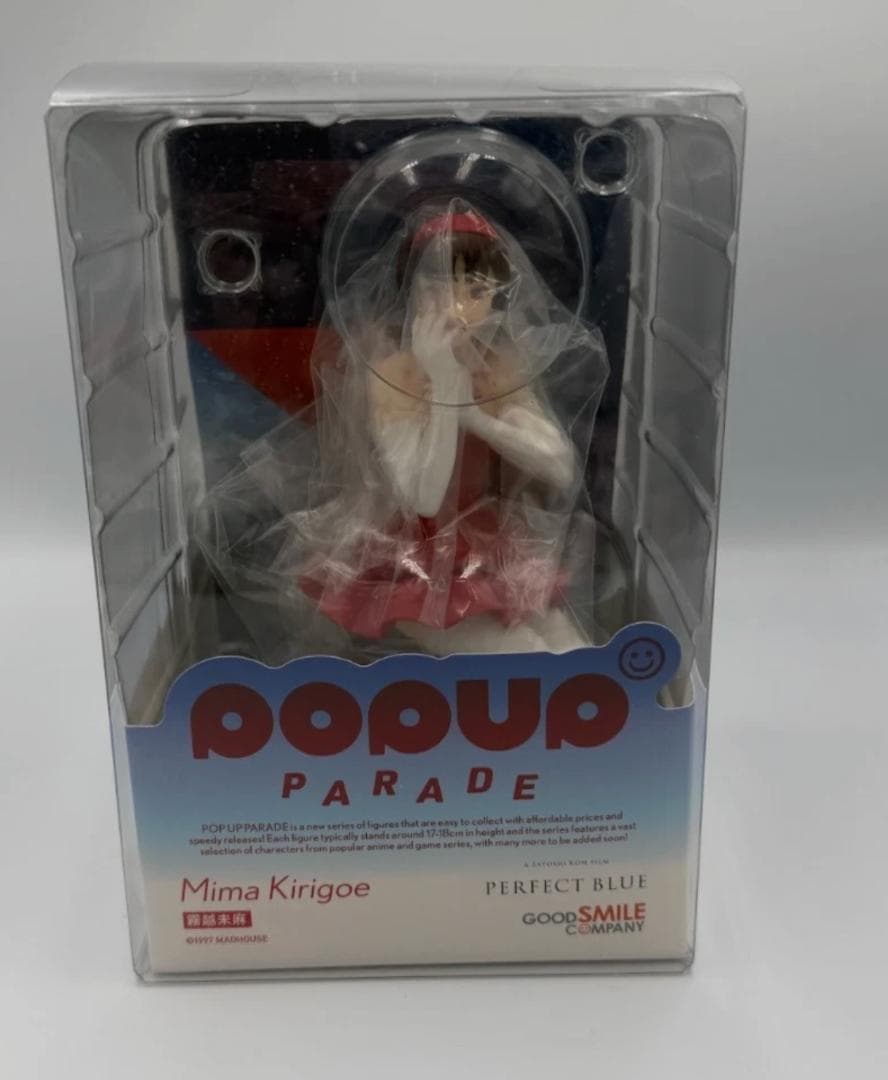 POPUP
PARADE
POP UP PARADE is a new series of figures that are easy to collect with affordable prices and
speedy releases! Each figure typically stands around 17-18cm in height and the series features a vast
selection of characters from popular anime and game series, with many more to be added soon!
Mima Kirigoe
霧越未麻
©1997 MADHOUSE
A SATOSHI KON FILM
PERFECT BLUE
GOOD SMILE
COMPANY